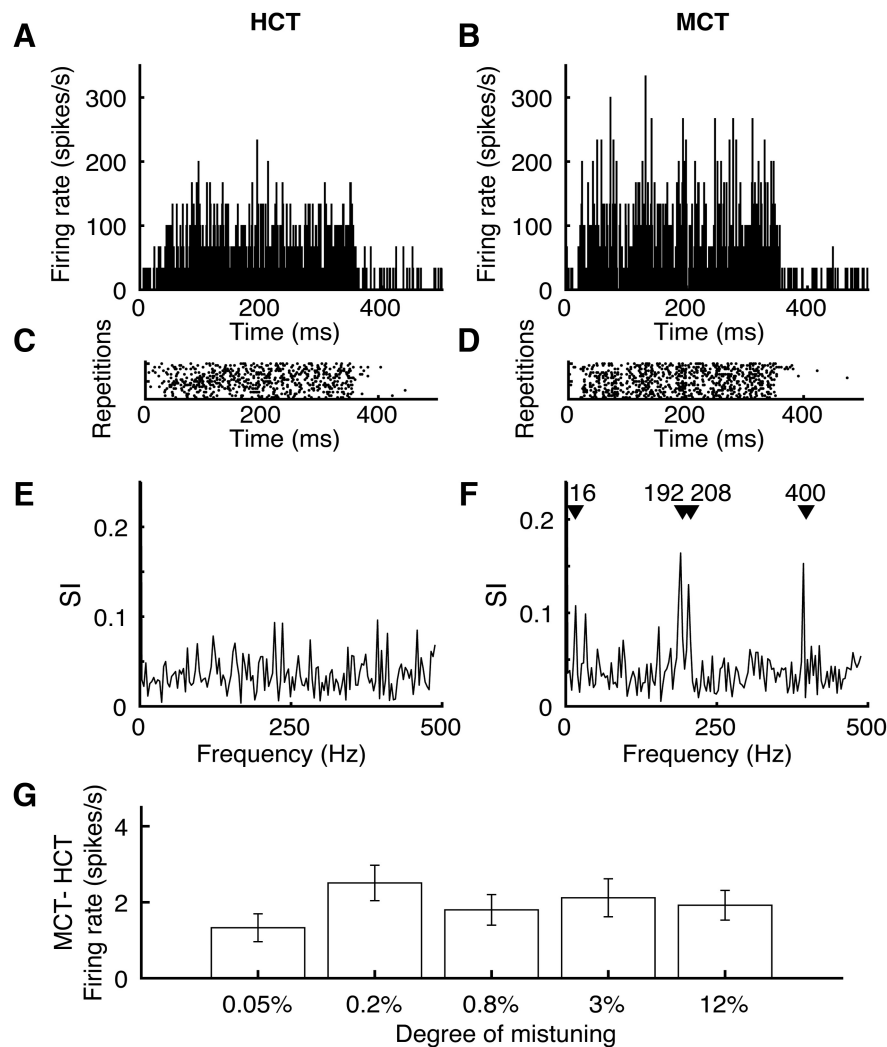 HCT
MCT
A
B
Firing rate (spikes/s)
300
200
100
0
0 200 400
Time (ms)
Firing rate (spikes/s)
300
200
100
0
0 200 400
Time (ms)
C
D
Repetitions
0 200 400
Time (ms)
Repetitions
0 200 400
Time (ms)
E
F
SI
0.2
0.1
0
0 250 500
Frequency (Hz)
16 192 208 400
SI
0.2
0.1
0
0 250 500
Frequency (Hz)
G
MCT- HCT
Firing rate (spikes/s)
4
2
0
0.05% 0.2% 0.8% 3% 12%
Degree of mistuning